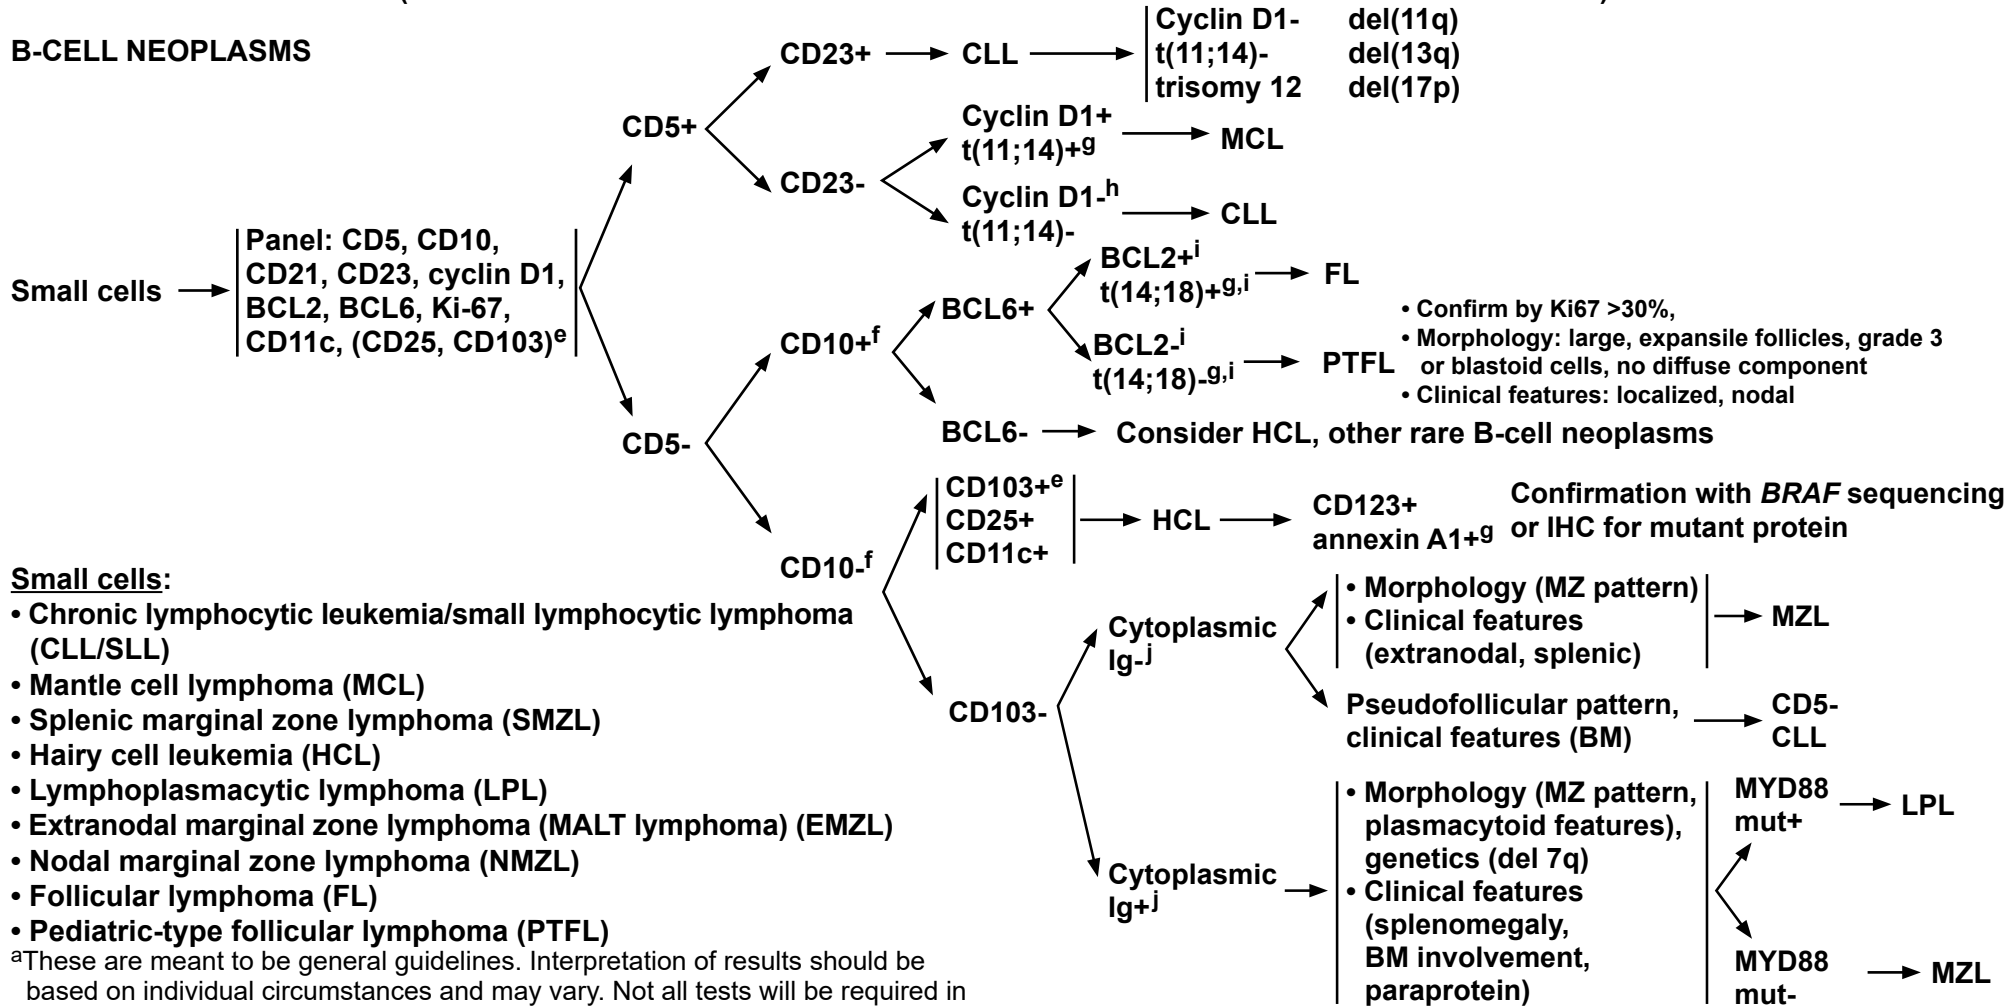 B-CELL NEOPLASMS
Small cells
Panel: CD5, CD10,
CD21, CD23, cyclin D1,
BCL2, BCL6, Ki-67,
CD11c, (CD25, CD103)e
CD5+
CD23+
CLL
Cyclin D1- del(11q)
t(11;14)- del(13q)
trisomy 12 del(17p)
CD23-
Cyclin D1+
t(11;14)+g
MCL
Cyclin D1-h
t(11;14)-
CLL
CD5-
CD10+f
BCL6+
BCL2+i
t(14;18)+g,i
FL
BCL2-i
t(14;18)-g,i
PTFL
• Confirm by Ki67 >30%,
• Morphology: large, expansile follicles, grade 3
or blastoid cells, no diffuse component
• Clinical features: localized, nodal
BCL6-
Consider HCL, other rare B-cell neoplasms
CD10-f
CD103+e
CD25+
CD11c+
HCL
CD123+
annexin A1+g
Confirmation with BRAF sequencing
or IHC for mutant protein
CD103-
Cytoplasmic
Ig-j
• Morphology (MZ pattern)
• Clinical features
(extranodal, splenic)
MZL
Pseudofollicular pattern,
clinical features (BM)
CD5-
CLL
Cytoplasmic
Ig+j
• Morphology (MZ pattern,
plasmacytoid features),
genetics (del 7q)
• Clinical features
(splenomegaly,
BM involvement,
paraprotein)
MYD88
mut+
LPL
MYD88
mut-
MZL
Small cells:
• Chronic lymphocytic leukemia/small lymphocytic lymphoma
(CLL/SLL)
• Mantle cell lymphoma (MCL)
• Splenic marginal zone lymphoma (SMZL)
• Hairy cell leukemia (HCL)
• Lymphoplasmacytic lymphoma (LPL)
• Extranodal marginal zone lymphoma (MALT lymphoma) (EMZL)
• Nodal marginal zone lymphoma (NMZL)
• Follicular lymphoma (FL)
• Pediatric-type follicular lymphoma (PTFL)
aThese are meant to be general guidelines. Interpretation of results should be
based on individual circumstances and may vary. Not all tests will be required in